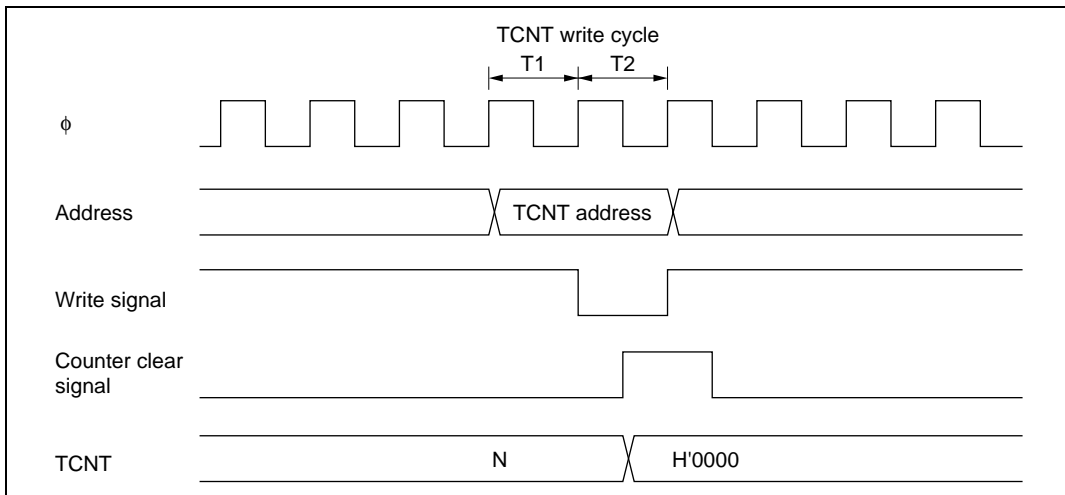 TCNT write cycle
T1 T2
ϕ
Address TCNT address
Write signal
Counter clear
signal
TCNT N H'0000